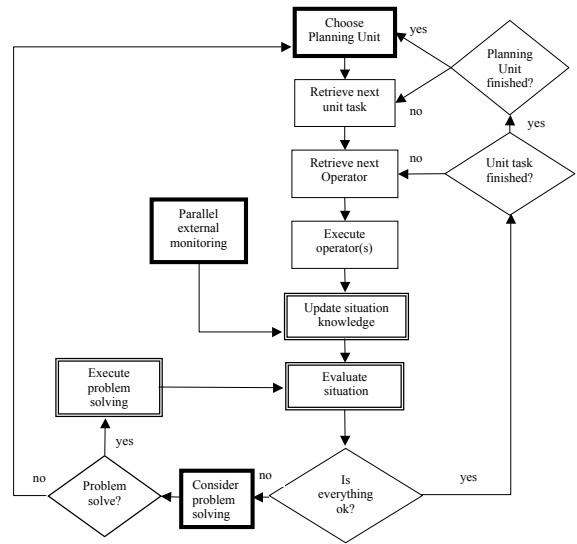 Choose
Planning Unit
yes
Planning
Unit
finished?
Retrieve next
unit task
no
yes
Retrieve next
Operator
no
Unit task
finished?
Parallel
external
monitoring
Execute
operator(s)
Update situation
knowledge
Execute
problem
solving
Evaluate
situation
yes
no
Problem
solve?
Consider
problem
solving
no
Is
everything
ok?
yes